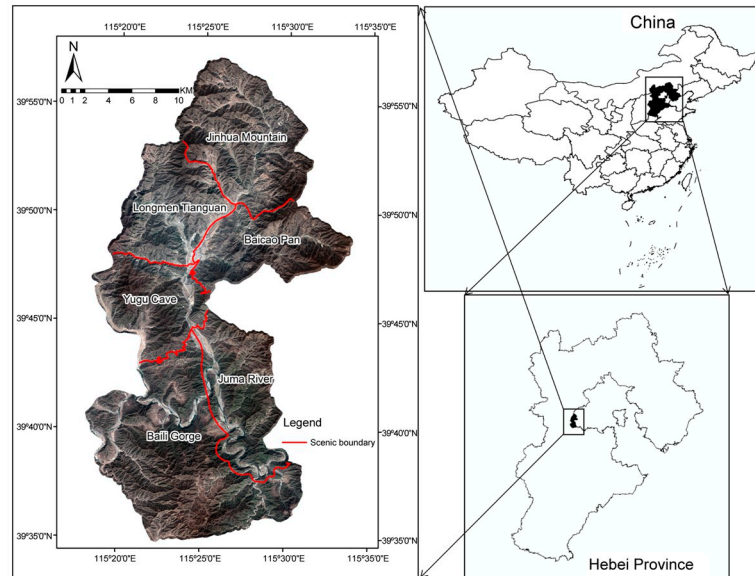 115°20'0"E 115°25'0"E 115°30'0"E 115°35'0"E
China
N
0 1 2 4 6 8 10
KM
39°55'0"N
39°55'0"N
Jinhua Mountain
39°50'0"N
39°50'0"N
Longmen Tianguan
Baicao Pan
Yugu Cave
39°45'0"N
39°45'0"N
Juma River
39°40'0"N
39°40'0"N
Legend
Scenic boundary
Baili Gorge
39°35'0"N
39°35'0"N
115°20'0"E 115°25'0"E 115°30'0"E
Hebei Province